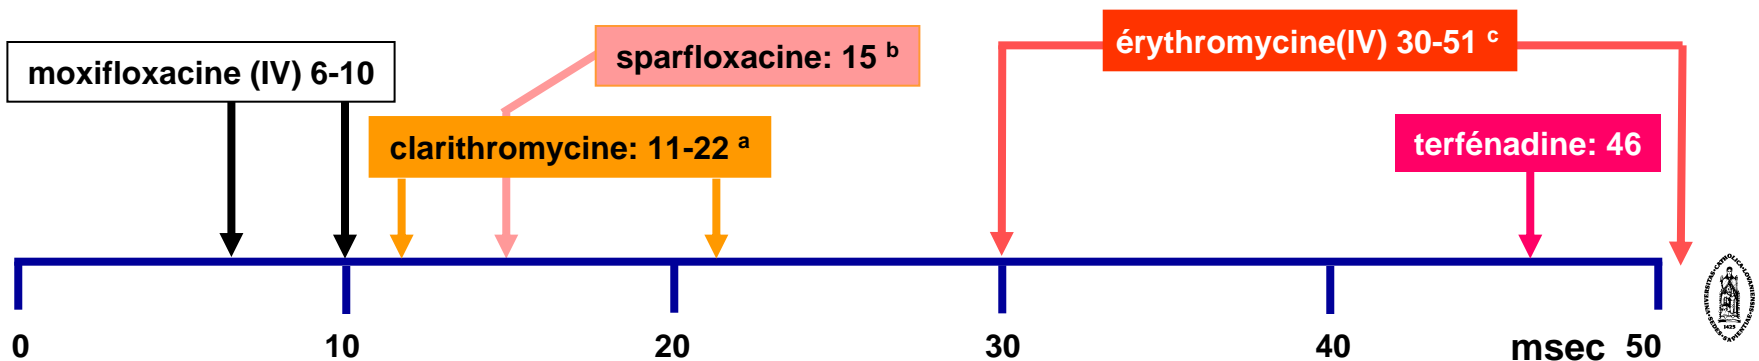 érythromycine(IV) 30-51 c
sparfloxacine: 15 b
moxifloxacine (IV) 6-10
clarithromycine: 11-22 a
terfénadine: 46
0 10 20 30 40 msec 50
1425